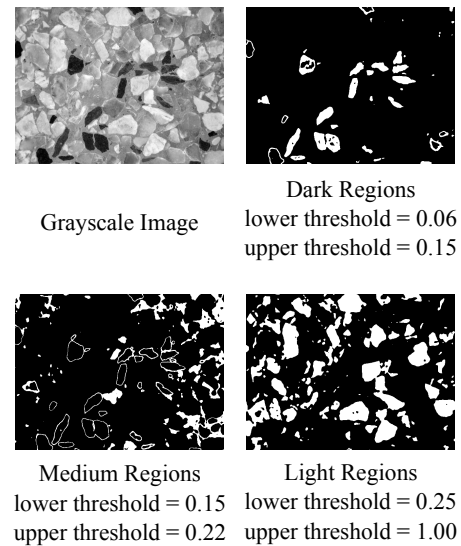 Grayscale Image
Dark Regions
lower threshold = 0.06
upper threshold = 0.15
Medium Regions
lower threshold = 0.15
upper threshold = 0.22
Light Regions
lower threshold = 0.25
upper threshold = 1.00